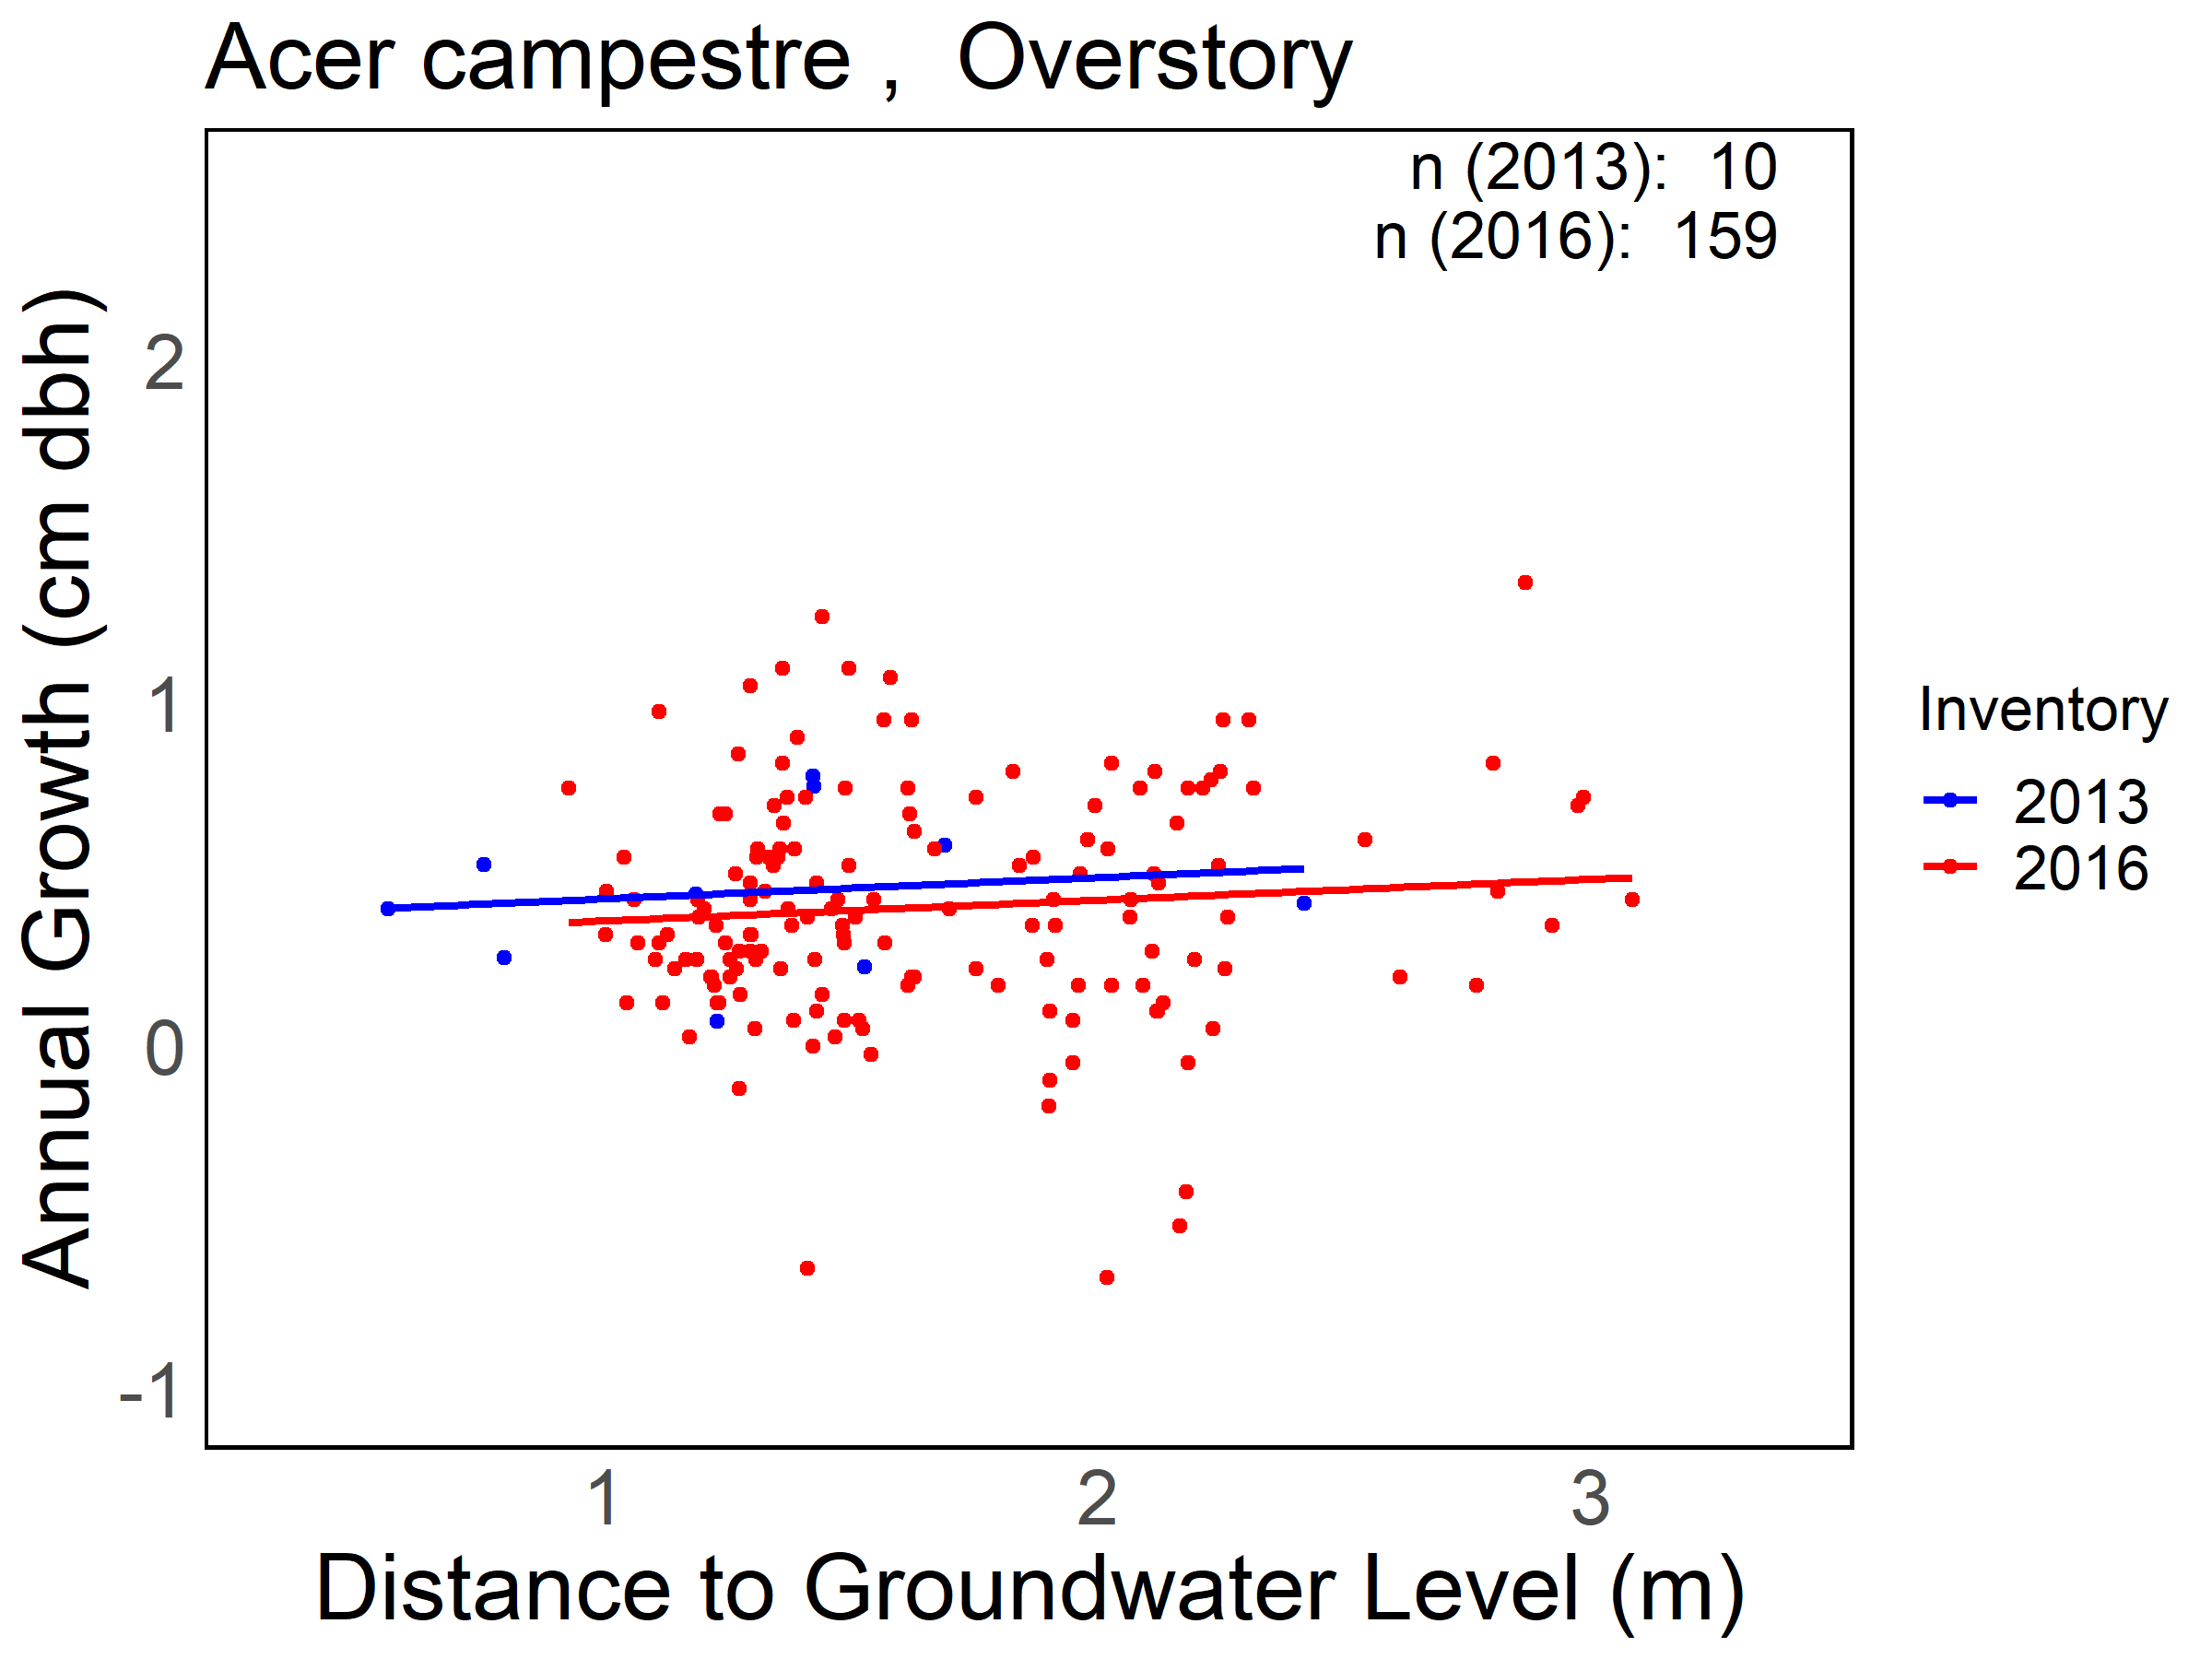 Acer campestre ,  Overstory
n (2013):  10
n (2016):  159
Annual Growth (cm dbh)
2
1
0
-1
1 2 3
Distance to Groundwater Level (m)
Inventory
2013
2016